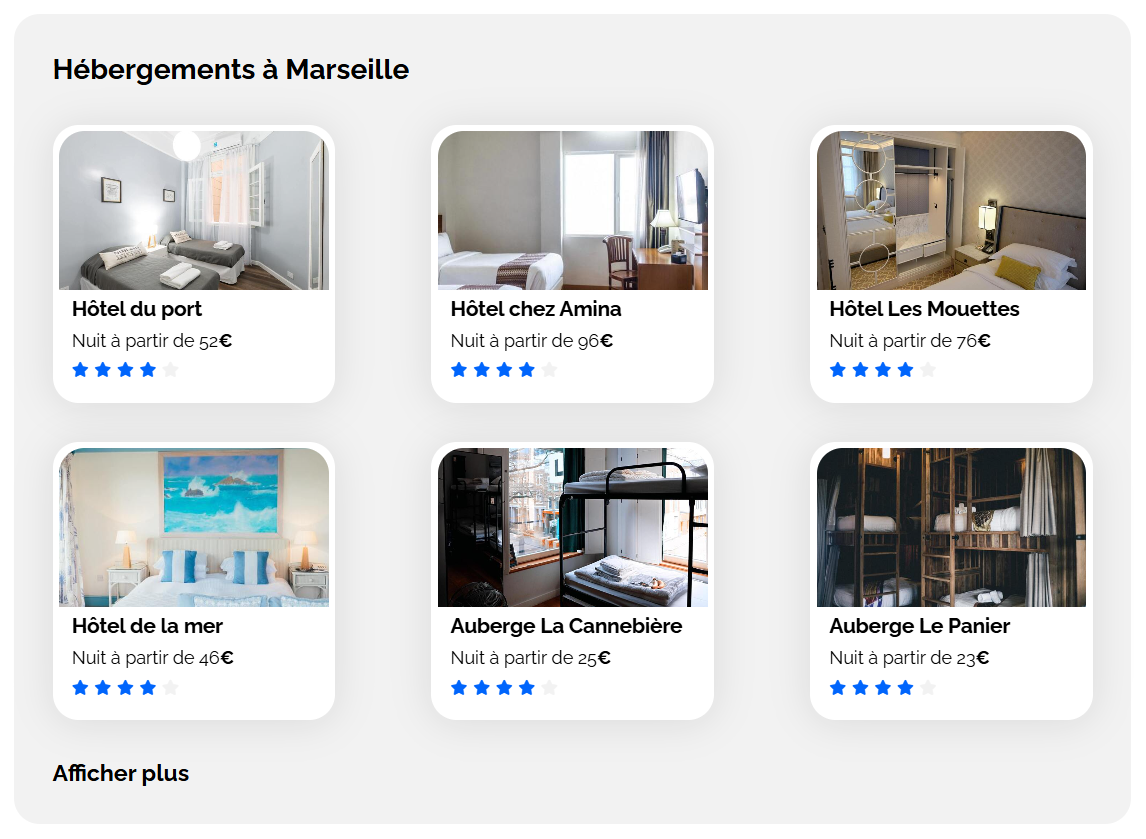 Hébergements à Marseille
Hôtel du port
Nuit à partir de 52€
Hôtel chez Amina
Nuit à partir de 96€
Hôtel Les Mouettes
Nuit à partir de 76€
Hôtel de la mer
Nuit à partir de 46€
Auberge La Cannebière
Nuit à partir de 25€
Auberge Le Panier
Nuit à partir de 23€
Afficher plus